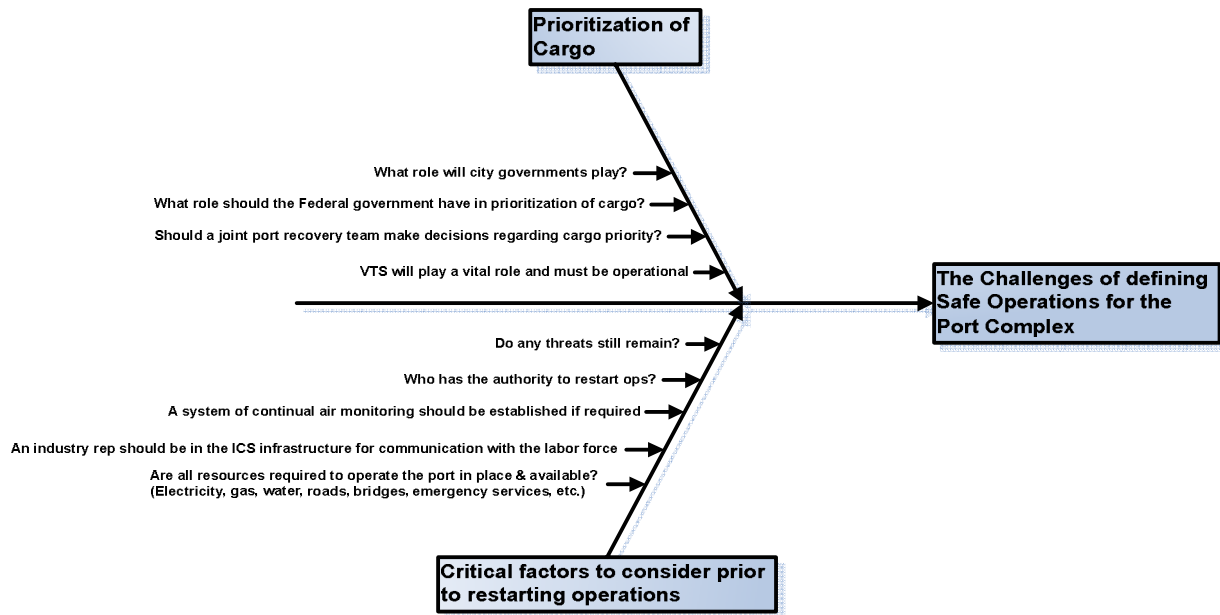 Prioritization of
Cargo
What role will city governments play?
What role should the Federal government have in prioritization of cargo?
Should a joint port recovery team make decisions regarding cargo priority?
VTS will play a vital role and must be operational
The Challenges of defining
Safe Operations for the
Port Complex
Do any threats still remain?
Who has the authority to restart ops?
A system of continual air monitoring should be established if required
An industry rep should be in the ICS infrastructure for communication with the labor force
Are all resources required to operate the port in place & available?
(Electricity, gas, water, roads, bridges, emergency services, etc.)
Critical factors to consider prior
to restarting operations